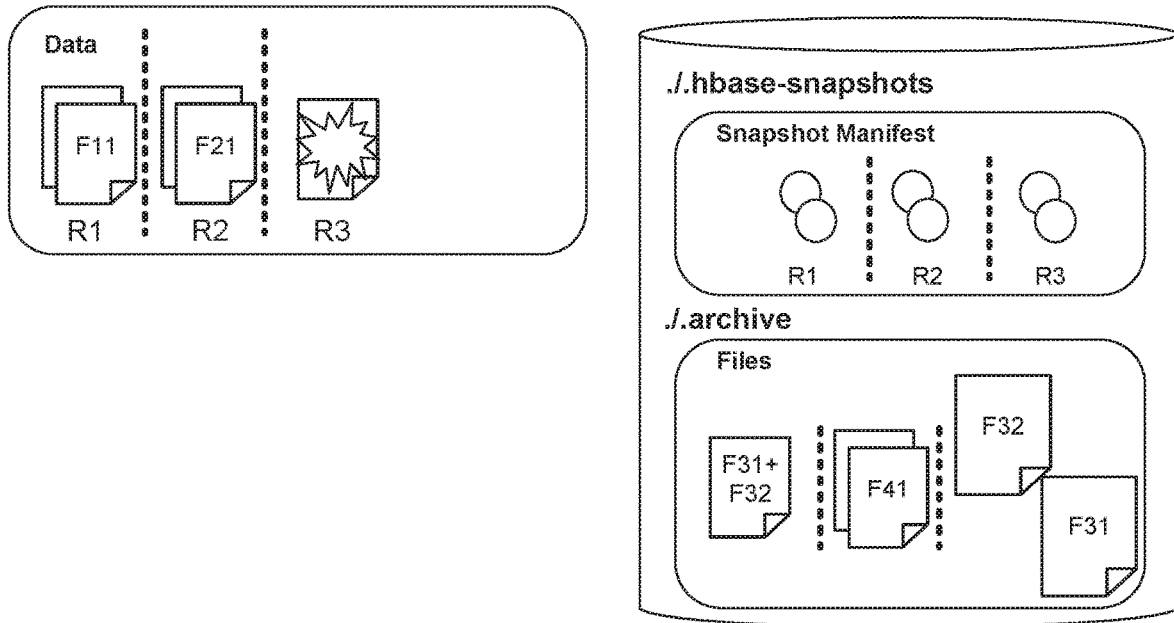 Data
F11
F21
R1
R2
R3
./.hbase-snapshots
Snapshot Manifest
R1
R2
R3
./.archive
Files
F31+
F32
F41
F32
F31